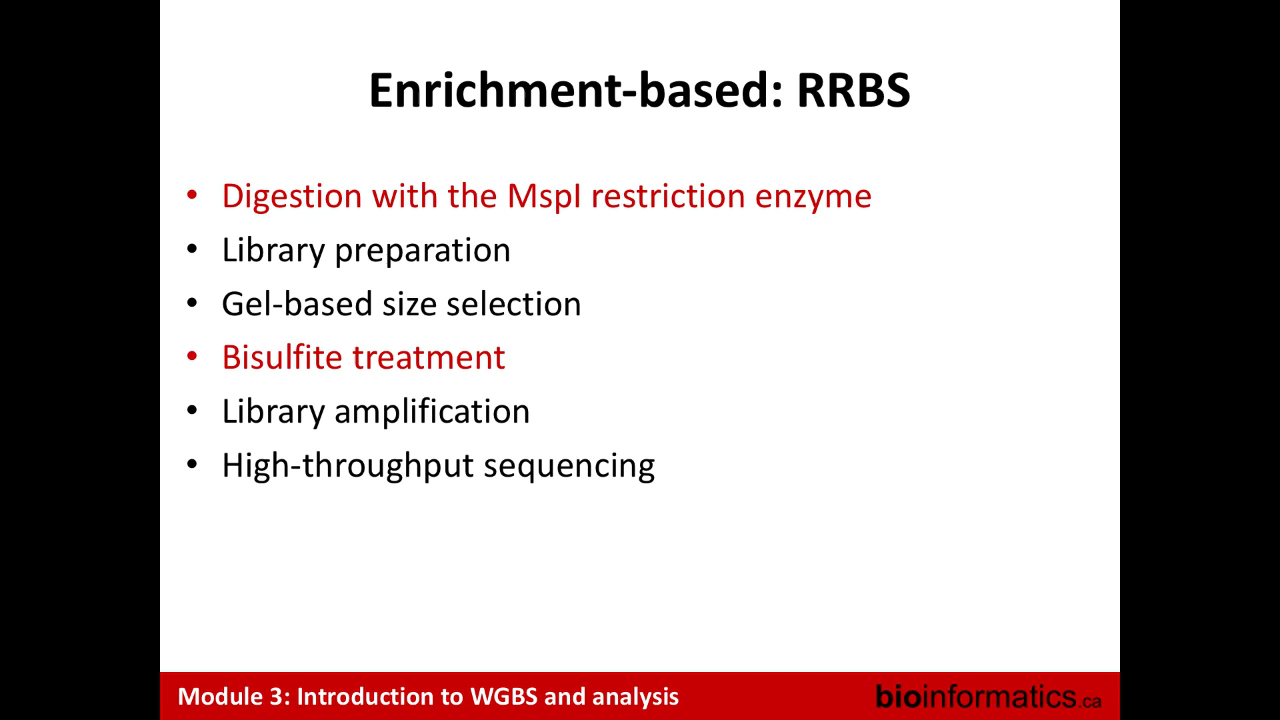 Enrichment-based: RRBS
• Digestion with the MspI restriction enzyme
• Library preparation
• Gel-based size selection
• Bisulfite treatment
• Library amplification
• High-throughput sequencing
Module 3: Introduction to WGBS and analysis
bioinformatics.ca